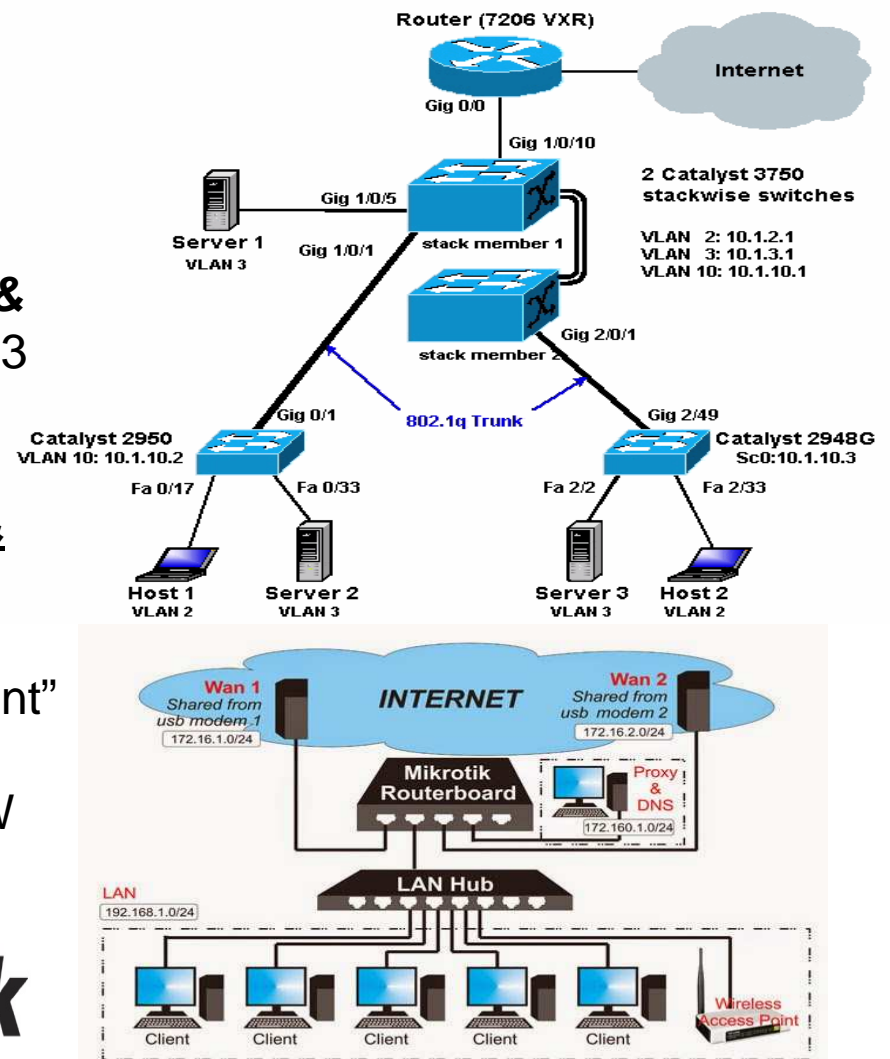 Router (7206 VXR)
Internet
Gig 0/0
Gig 1/0/10
2 Catalyst 3750
stackwise switches
Gig 1/0/5
Server 1
VLAN 3
Gig 1/0/1
stack member 1
VLAN 2: 10.1.2.1
VLAN 3: 10.1.3.1
VLAN 10: 10.1.10.1
&
3
Gig 2/0/1
stack member 2
Gig 0/1
802.1q Trunk
Gig 2/49
Catalyst 2950
VLAN 10: 10.1.10.2
Catalyst 2948G
Sc0:10.1.10.3
Fa 0/17
Fa 0/33
Fa 2/2
Fa 2/33
&
Host 1
VLAN 2
Server 2
VLAN 3
Server 3
VLAN 3
Host 2
VLAN 2
nt”
Wan 1
Shared from
usb modem 1
172.16.1.0/24
INTERNET
Wan 2
Shared from
usb modem 2
172.16.2.0/24
Mikrotik
Routerboard
Proxy
&
DNS
172.160.1.0/24
LAN Hub
LAN
192.168.1.0/24
k
Client
Client
Client
Client
Client
Wireless
Access Point